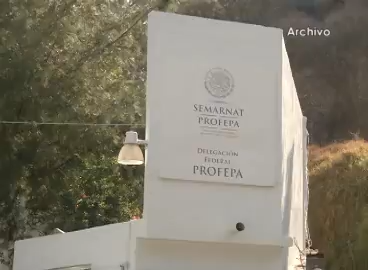 Archivo
SEMARNAT
PROFEPA
DELEGACIÓN
FEDERAL
PROFEPA